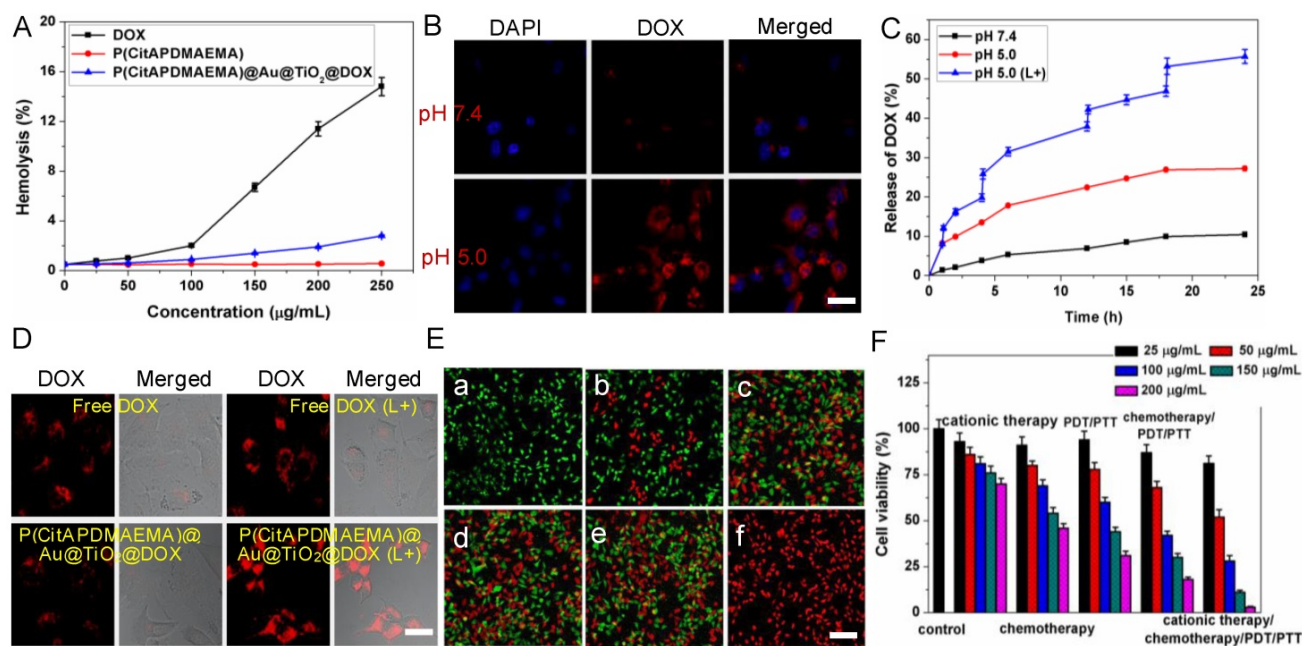 A
DOX
P(CitAPDMAEMA)
P(CitAPDMAEMA)@Au@TiO₂@DOX
Hemolysis (%)
20
16
12
8
4
0
0
50
100
150
200
250
Concentration (μg/mL)
B
DAPI
DOX
Merged
pH 7.4
pH 5.0
C
pH 7.4
pH 5.0
pH 5.0 (L+)
Release of DOX (%)
60
50
40
30
20
10
0
0
5
10
15
20
25
Time (h)
D
DOX
Merged
DOX
Merged
Free DOX
Free DOX (L+)
P(CitAPDMAEMA)@
Au@TiO₂@DOX
P(CitAPDMAEMA)@
Au@TiO₂@DOX (L+)
E
a
b
c
d
e
f
F
25 μg/mL
50 μg/mL
100 μg/mL
150 μg/mL
200 μg/mL
Cell viability (%)
125
100
75
50
25
0
cationic therapy
PDT/PTT
chemotherapy/
PDT/PTT
control
chemotherapy
cationic therapy/
chemotherapy/PDT/PTT